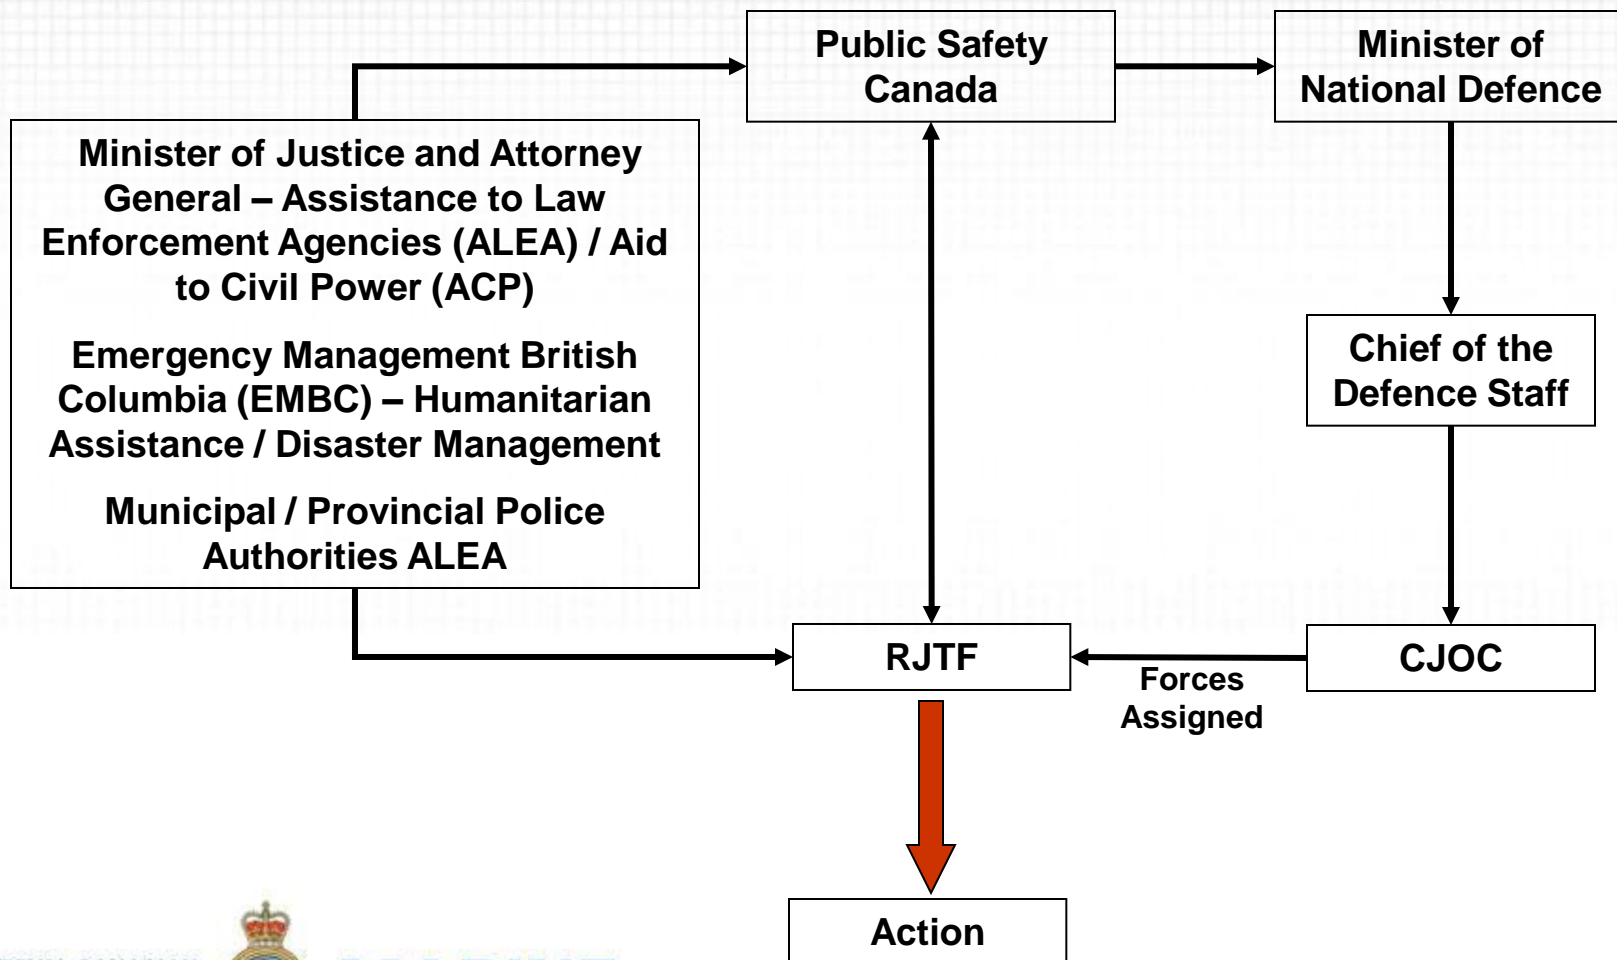 Public Safety
Canada
Minister of
National Defence
Minister of Justice and Attorney
General – Assistance to Law
Enforcement Agencies (ALEA) / Aid
to Civil Power (ACP)
Emergency Management British
Columbia (EMBC) – Humanitarian
Assistance / Disaster Management
Municipal / Provincial Police
Authorities ALEA
Chief of the
Defence Staff
RJTF
Forces
Assigned
CJOC
Action